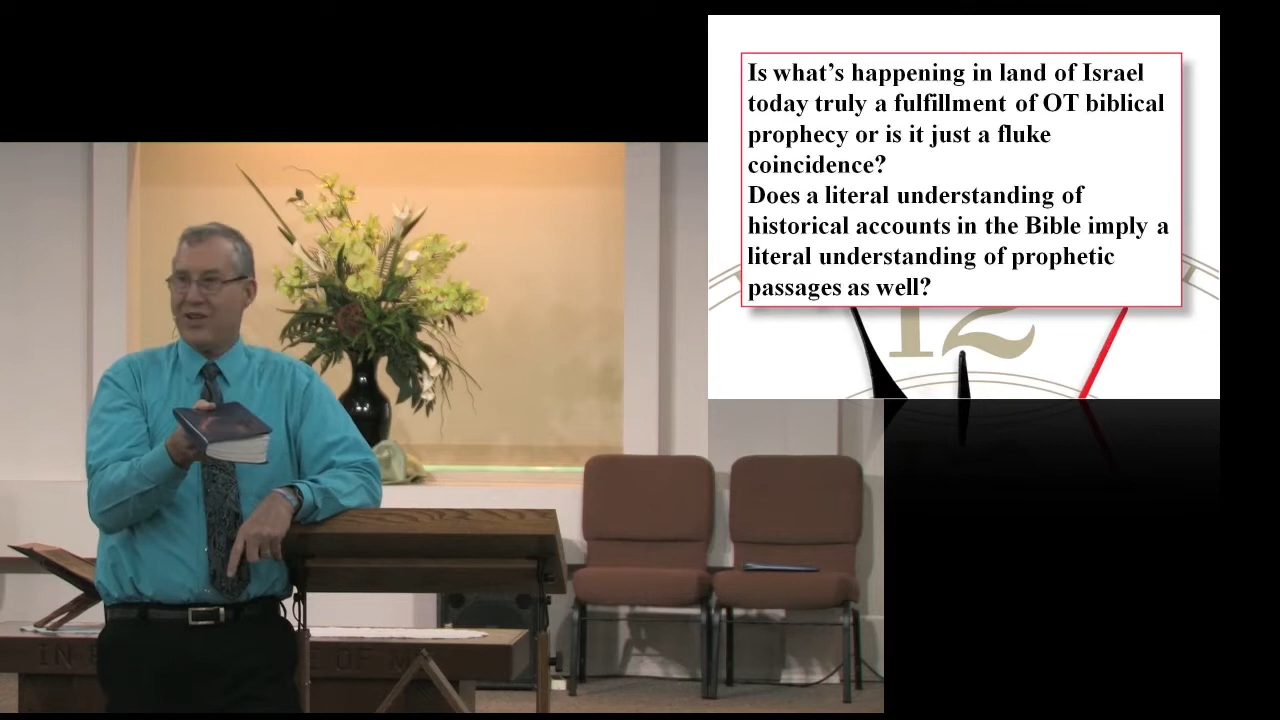 Is what's happening in land of Israel
today truly a fulfillment of OT biblical
prophecy or is it just a fluke
coincidence?
Does a literal understanding of
historical accounts in the Bible imply a
literal understanding of prophetic
passages as well?
12
IN
E OF M